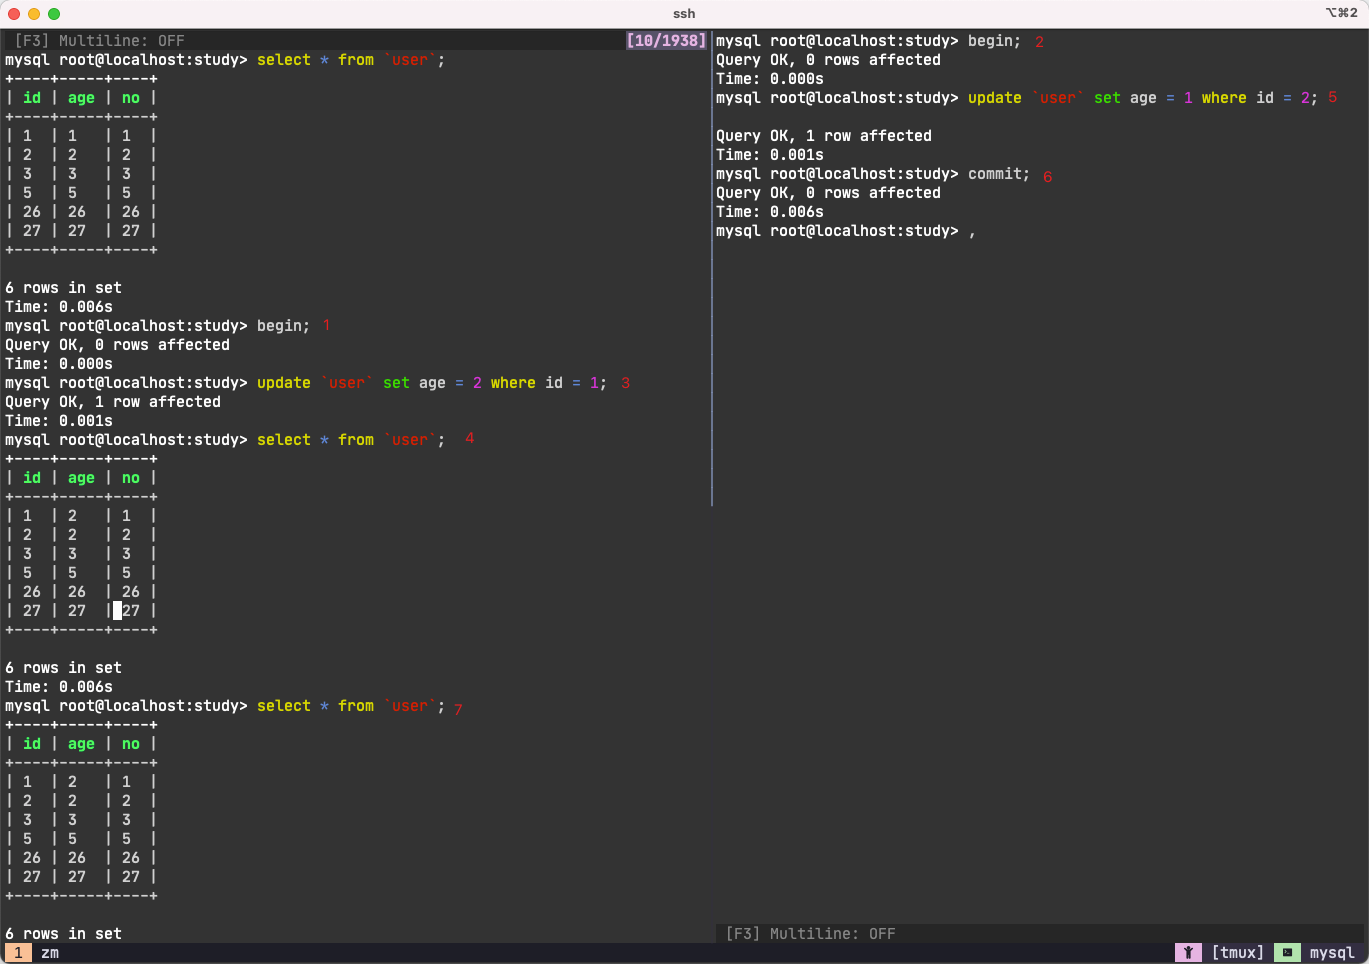 ssh
⌥⌘2
[F3] Multiline: OFF [10/1938]
mysql root@localhost:study> select * from `user`;
+----+-----+----+
| id | age | no |
+----+-----+----+
| 1  | 1   | 1  |
| 2  | 2   | 2  |
| 3  | 3   | 3  |
| 5  | 5   | 5  |
| 26 | 26  | 26 |
| 27 | 27  | 27 |
+----+-----+----+
6 rows in set
Time: 0.006s
mysql root@localhost:study> begin; 1
Query OK, 0 rows affected
Time: 0.000s
mysql root@localhost:study> update `user` set age = 2 where id = 1; 3
Query OK, 1 row affected
Time: 0.001s
mysql root@localhost:study> select * from `user`; 4
+----+-----+----+
| id | age | no |
+----+-----+----+
| 1  | 2   | 1  |
| 2  | 2   | 2  |
| 3  | 3   | 3  |
| 5  | 5   | 5  |
| 26 | 26  | 26 |
| 27 | 27  | 27 |
+----+-----+----+
6 rows in set
Time: 0.006s
mysql root@localhost:study> select * from `user`; 7
+----+-----+----+
| id | age | no |
+----+-----+----+
| 1  | 2   | 1  |
| 2  | 2   | 2  |
| 3  | 3   | 3  |
| 5  | 5   | 5  |
| 26 | 26  | 26 |
| 27 | 27  | 27 |
+----+-----+----+
6 rows in set
mysql root@localhost:study> begin; 2
Query OK, 0 rows affected
Time: 0.000s
mysql root@localhost:study> update `user` set age = 1 where id = 2; 5
Query OK, 1 row affected
Time: 0.001s
mysql root@localhost:study> commit; 6
Query OK, 0 rows affected
Time: 0.006s
mysql root@localhost:study> ,
[F3] Multiline: OFF
1 zm [tmux] mysql